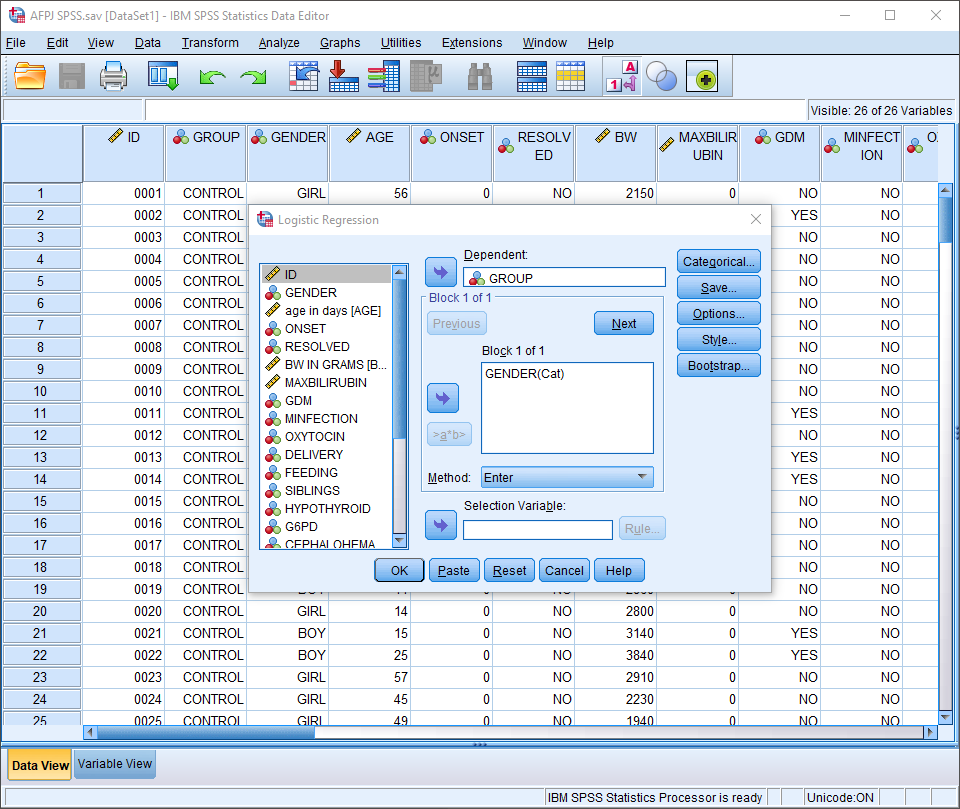 AFPJ SPSS.sav [DataSet1] - IBM SPSS Statistics Data Editor
File Edit View Data Transform Analyze Graphs Utilities Extensions Window Help
Visible: 26 of 26 Variables
ID GROUP GENDER AGE ONSET RESOLVED BW MAXBILIRUBIN GDM MINFECTION
1 0001 CONTROL GIRL 56 0 NO 2150 0 NO NO
2 0002 CONTROL YES NO
3 0003 CONTROL NO NO
4 0004 CONTROL NO NO
5 0005 CONTROL NO NO
6 0006 CONTROL NO NO
7 0007 CONTROL NO NO
8 0008 CONTROL NO NO
9 0009 CONTROL NO NO
10 0010 CONTROL NO NO
11 0011 CONTROL YES NO
12 0012 CONTROL NO NO
13 0013 CONTROL YES NO
14 0014 CONTROL YES NO
15 0015 CONTROL NO NO
16 0016 CONTROL NO NO
17 0017 CONTROL NO NO
18 0018 CONTROL NO NO
19 0019 CONTROL NO NO
20 0020 CONTROL GIRL 14 0 NO 2800 0 NO NO
21 0021 CONTROL BOY 15 0 NO 3140 0 YES NO
22 0022 CONTROL BOY 25 0 NO 3840 0 YES NO
23 0023 CONTROL GIRL 57 0 NO 2910 0 NO NO
24 0024 CONTROL GIRL 45 0 NO 2230 0 NO NO
25 0025 CONTROL GIRL 49 0 NO 1940 0 NO NO
Logistic Regression
ID
GENDER
age in days [AGE]
ONSET
RESOLVED
BW IN GRAMS [B...
MAXBILIRUBIN
GDM
MINFECTION
OXYTOCIN
DELIVERY
FEEDING
SIBLINGS
HYPOTHYROID
G6PD
CEPHALOHEMA
Dependent:
GROUP
Block 1 of 1
Previous Next
Block 1 of 1
GENDER(Cat)
>a*b>
Method: Enter
Selection Variable:
Rule...
Categorical...
Save...
Options...
Style...
Bootstrap...
OK Paste Reset Cancel Help
Data View Variable View
IBM SPSS Statistics Processor is ready Unicode:ON